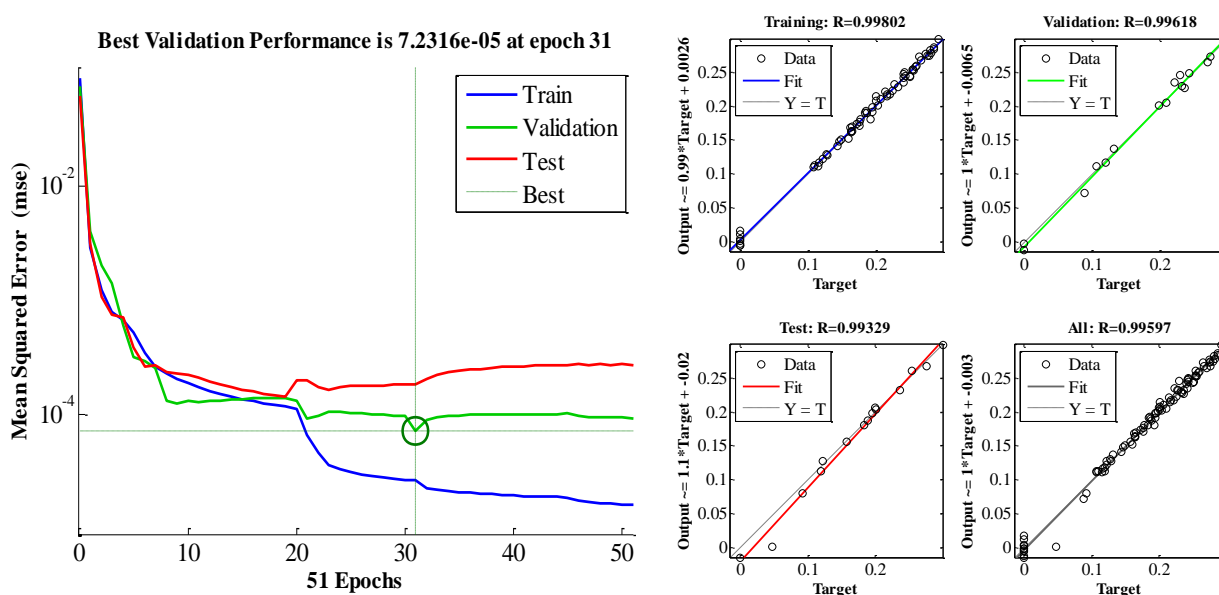 Best Validation Performance is 7.2316e-05 at epoch 31
Mean Squared Error (mse)
10-2
10-4
Train
Validation
Test
Best
0 10 20 30 40 50
51 Epochs
Training: R=0.99802
Output ~= 0.99*Target + 0.0026
0.25
0.2
0.15
0.1
0.05
0
Data
Fit
Y = T
0 0.1 0.2
Target
Validation: R=0.99618
Output ~= 1*Target + -0.0065
0.25
0.2
0.15
0.1
0.05
0
Data
Fit
Y = T
0 0.1 0.2
Target
Test: R=0.99329
Output ~= 1.1*Target + -0.02
0.25
0.2
0.15
0.1
0.05
0
Data
Fit
Y = T
0 0.1 0.2
Target
All: R=0.99597
Output ~= 1*Target + -0.003
0.25
0.2
0.15
0.1
0.05
0
Data
Fit
Y = T
0 0.1 0.2
Target